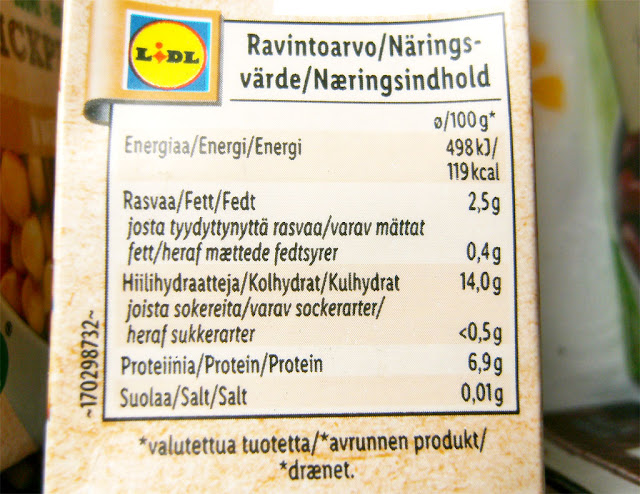 LIDL
Ravintoarvo/Närings-
värde/Næringsindhold
ø/100g*
Energiaa/Energi/Energi 498kJ/
119kcal
Rasvaa/Fett/Fedt 2,5g
josta tyydyttynyttä rasvaa/varav mättat
fett/heraf mættede fedtsyrer 0,4g
Hiilihydraatteja/Kolhydrat/Kulhydrat 14,0g
joista sokereita/varav sockerarter/
heraf sukkerarter <0,5g
Proteiinia/Protein/Protein 6,9g
Suolaa/Salt/Salt 0,01g
*valutettua tuotetta/*avrunnen produkt/
*drænet.
~170298732~